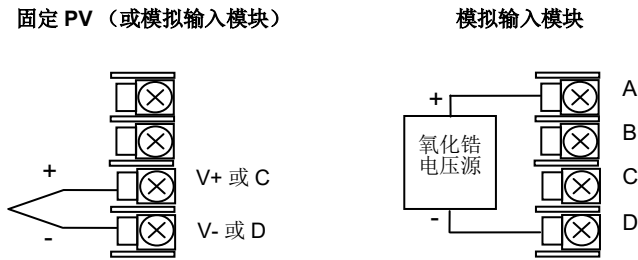 固定 PV （或模拟输入模块）
+
-
V+ 或 C
V- 或 D
模拟输入模块
+
氧化锆
电压源
-
A
B
C
D